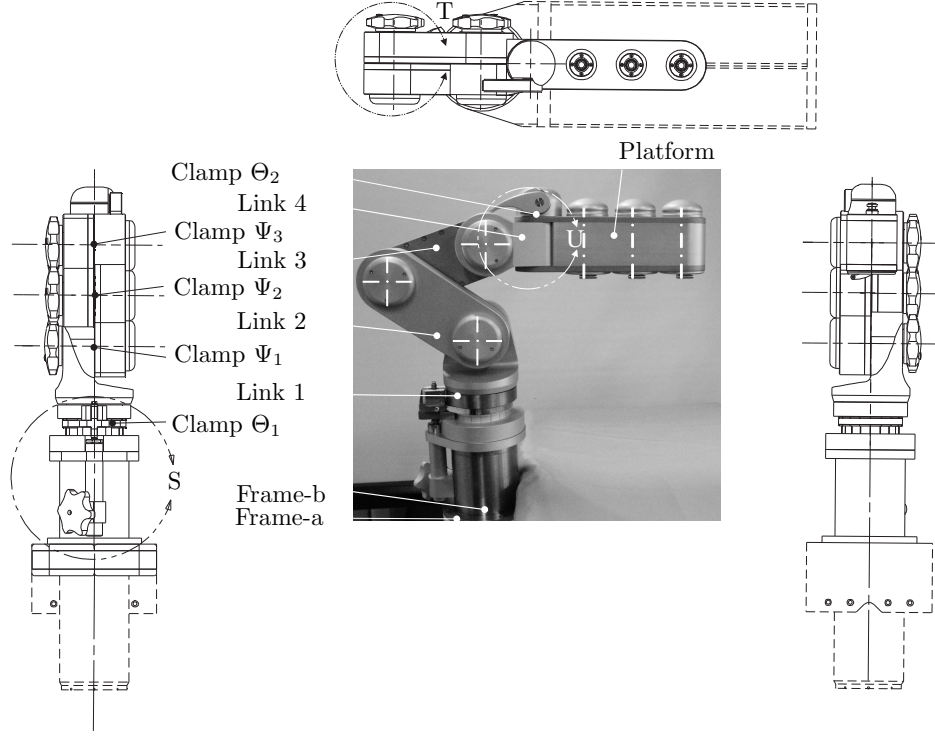 T
Platform
Clamp Θ₂
Link 4
Clamp Ψ₃
U
Link 3
Clamp Ψ₂
Link 2
Clamp Ψ₁
Link 1
Clamp Θ₁
S
Frame-b
Frame-a